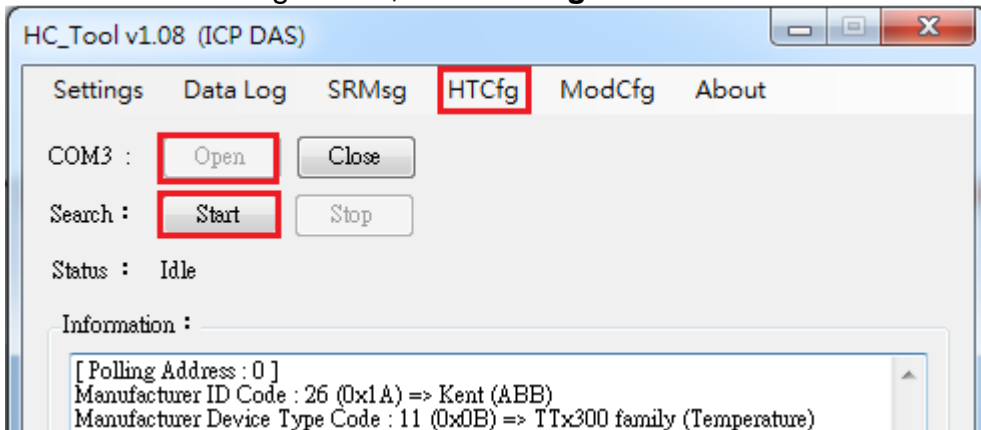 HC_Tool v1.08 (ICP DAS)
Settings Data Log SRMsg HTCfg ModCfg About
COM3 : Open Close
Search : Start Stop
Status : Idle
Information :
[ Polling Address : 0 ]
Manufacturer ID Code : 26 (0x1A) => Kent (ABB)
Manufacturer Device Type Code : 11 (0x0B) => TTx300 family (Temperature)